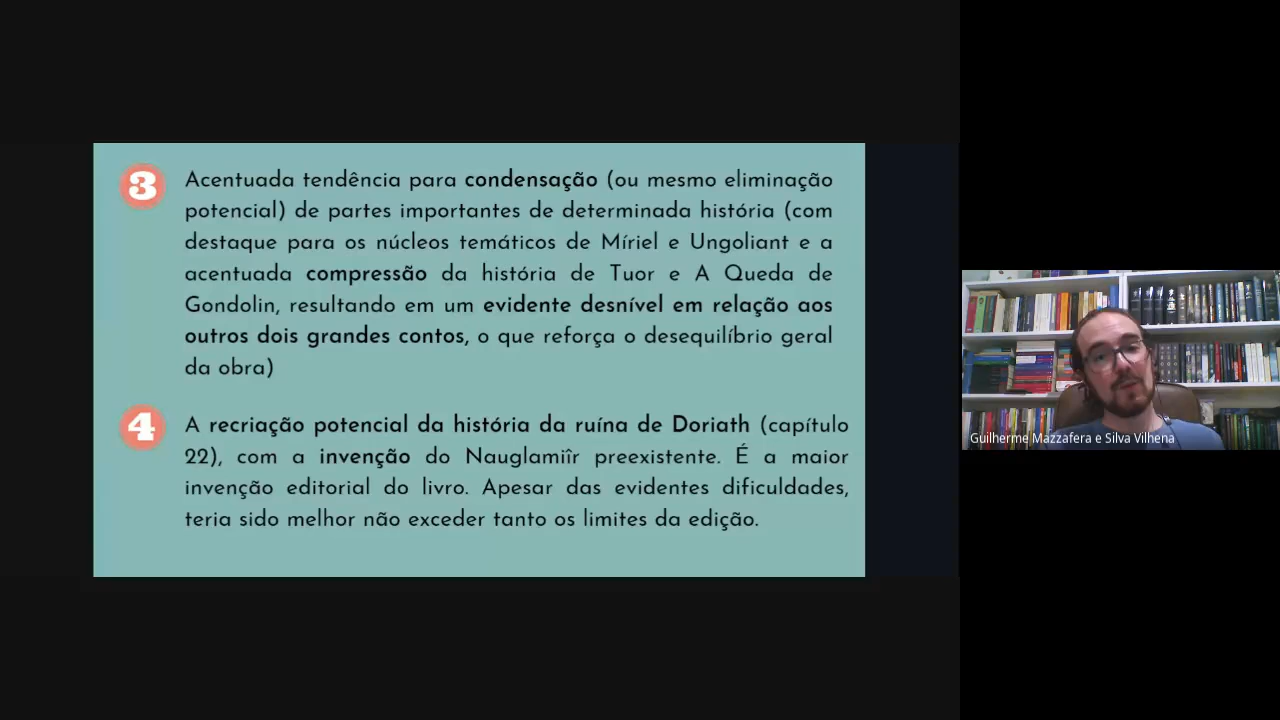 3
Acentuada tendência para condensação (ou mesmo eliminação
potencial) de partes importantes de determinada história (com
destaque para os núcleos temáticos de Míriel e Ungoliant e a
acentuada compressão da história de Tuor e A Queda de
Gondolin, resultando em um evidente desnível em relação aos
outros dois grandes contos, o que reforça o desequilíbrio geral
da obra)
4
A recriação potencial da história da ruína de Doriath (capítulo
22), com a invenção do Nauglamiîr preexistente. É a maior
invenção editorial do livro. Apesar das evidentes dificuldades,
teria sido melhor não exceder tanto os limites da edição.
Guilherme Mazzafera e Silva Vilhena